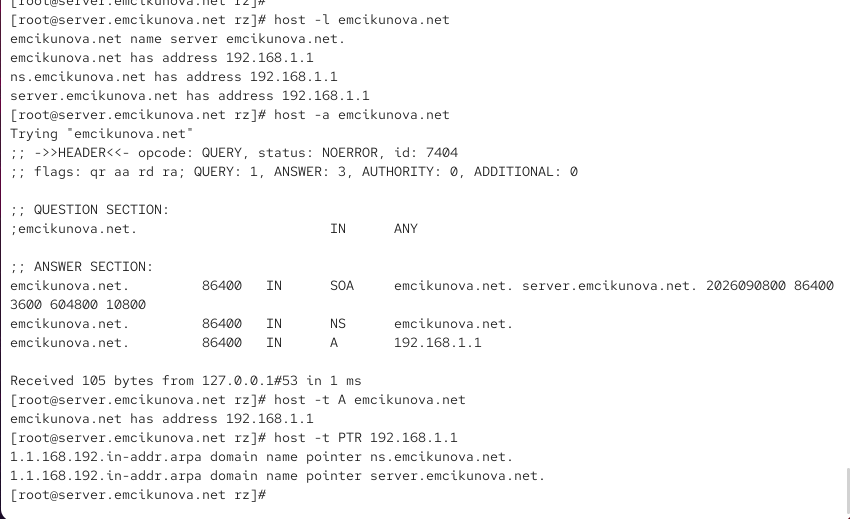 [root@server.emcikunova.net rz]#
[root@server.emcikunova.net rz]# host -l emcikunova.net
emcikunova.net name server emcikunova.net.
emcikunova.net has address 192.168.1.1
ns.emcikunova.net has address 192.168.1.1
server.emcikunova.net has address 192.168.1.1
[root@server.emcikunova.net rz]# host -a emcikunova.net
Trying "emcikunova.net"
;; ->>HEADER<<- opcode: QUERY, status: NOERROR, id: 7404
;; flags: qr aa rd ra; QUERY: 1, ANSWER: 3, AUTHORITY: 0, ADDITIONAL: 0
;; QUESTION SECTION:
;emcikunova.net. IN ANY
;; ANSWER SECTION:
emcikunova.net. 86400 IN SOA emcikunova.net. server.emcikunova.net. 2026090800 86400
3600 604800 10800
emcikunova.net. 86400 IN NS emcikunova.net.
emcikunova.net. 86400 IN A 192.168.1.1
Received 105 bytes from 127.0.0.1#53 in 1 ms
[root@server.emcikunova.net rz]# host -t A emcikunova.net
emcikunova.net has address 192.168.1.1
[root@server.emcikunova.net rz]# host -t PTR 192.168.1.1
1.1.168.192.in-addr.arpa domain name pointer ns.emcikunova.net.
1.1.168.192.in-addr.arpa domain name pointer server.emcikunova.net.
[root@server.emcikunova.net rz]#